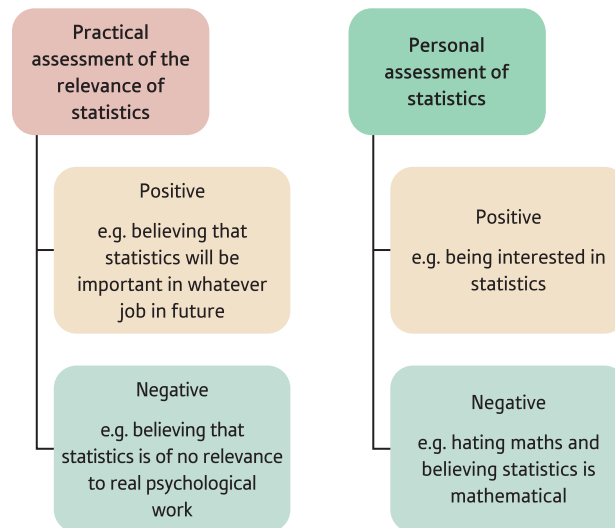 Practical
assessment of the
relevance of
statistics
Positive
e.g. believing that
statistics will be
important in whatever
job in future
Negative
e.g. believing that
statistics is of no relevance
to real psychological
work
Personal
assessment of
statistics
Positive
e.g. being interested in
statistics
Negative
e.g. hating maths and
believing statistics is
mathematical